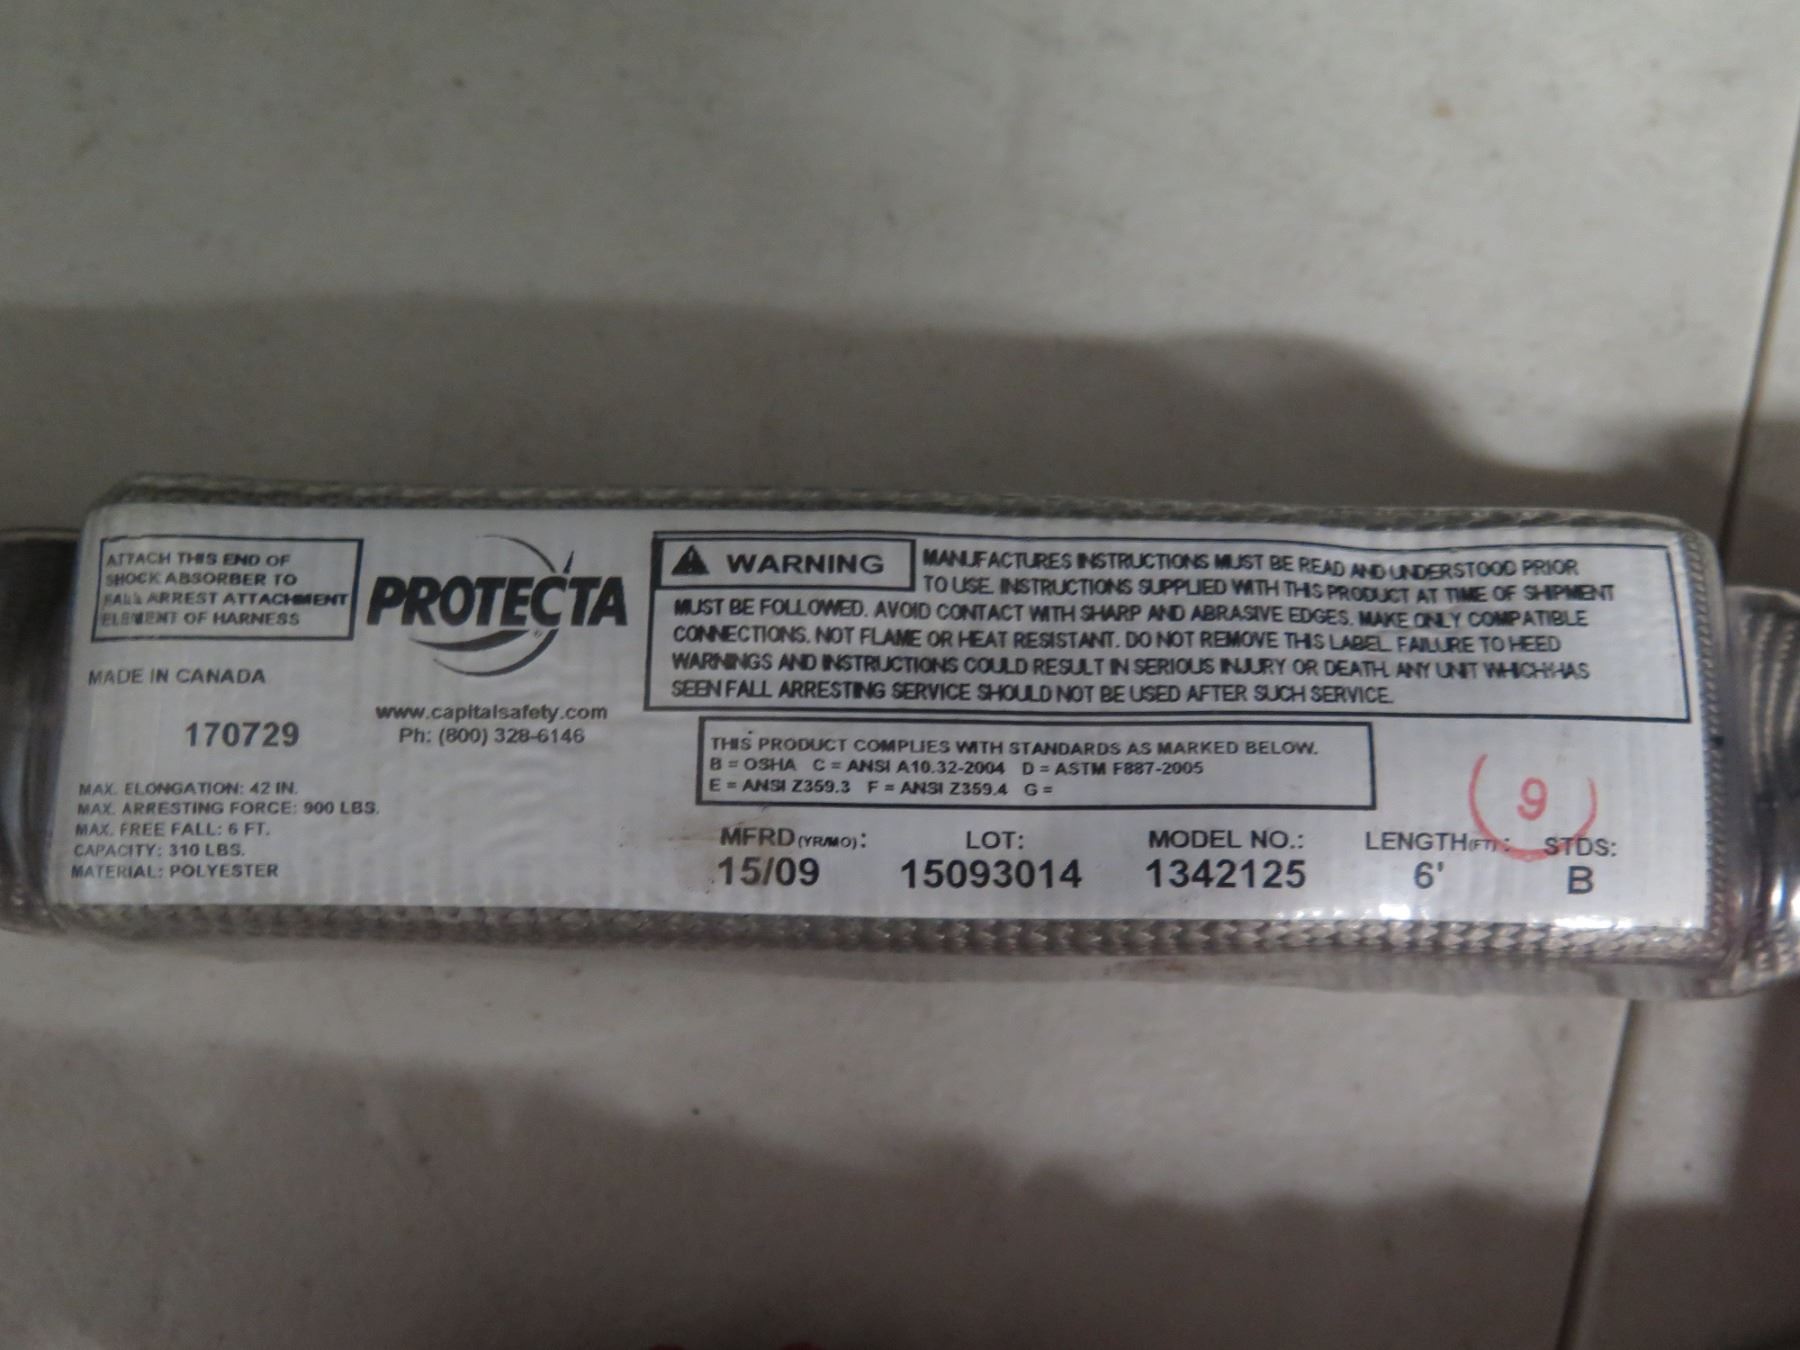 ATTACH THIS END OF
SHOCK ABSORBER TO
FALL ARREST ATTACHMENT
ELEMENT OF HARNESS
MADE IN CANADA
170729
MAX. ELONGATION: 42 IN.
MAX. ARRESTING FORCE: 900 LBS.
MAX. FREE FALL: 6 FT.
CAPACITY: 310 LBS.
MATERIAL: POLYESTER
PROTECTA
®
www.capitalsafety.com
Ph: (800) 328-6146
WARNING
MANUFACTURES INSTRUCTIONS MUST BE READ AND UNDERSTOOD PRIOR
TO USE. INSTRUCTIONS SUPPLIED WITH THIS PRODUCT AT TIME OF SHIPMENT
MUST BE FOLLOWED. AVOID CONTACT WITH SHARP AND ABRASIVE EDGES. MAKE ONLY COMPATIBLE
CONNECTIONS. NOT FLAME OR HEAT RESISTANT. DO NOT REMOVE THIS LABEL. FAILURE TO HEED
WARNINGS AND INSTRUCTIONS COULD RESULT IN SERIOUS INJURY OR DEATH. ANY UNIT WHICH HAS
SEEN FALL ARRESTING SERVICE SHOULD NOT BE USED AFTER SUCH SERVICE.
THIS PRODUCT COMPLIES WITH STANDARDS AS MARKED BELOW.
B = OSHA C = ANSI A10.32-2004 D = ASTM F887-2005
E = ANSI Z359.3 F = ANSI Z359.4 G =
9
MFRD (YR/MO): LOT: MODEL NO.: LENGTH(FT): STDS:
15/09 15093014 1342125 6' B